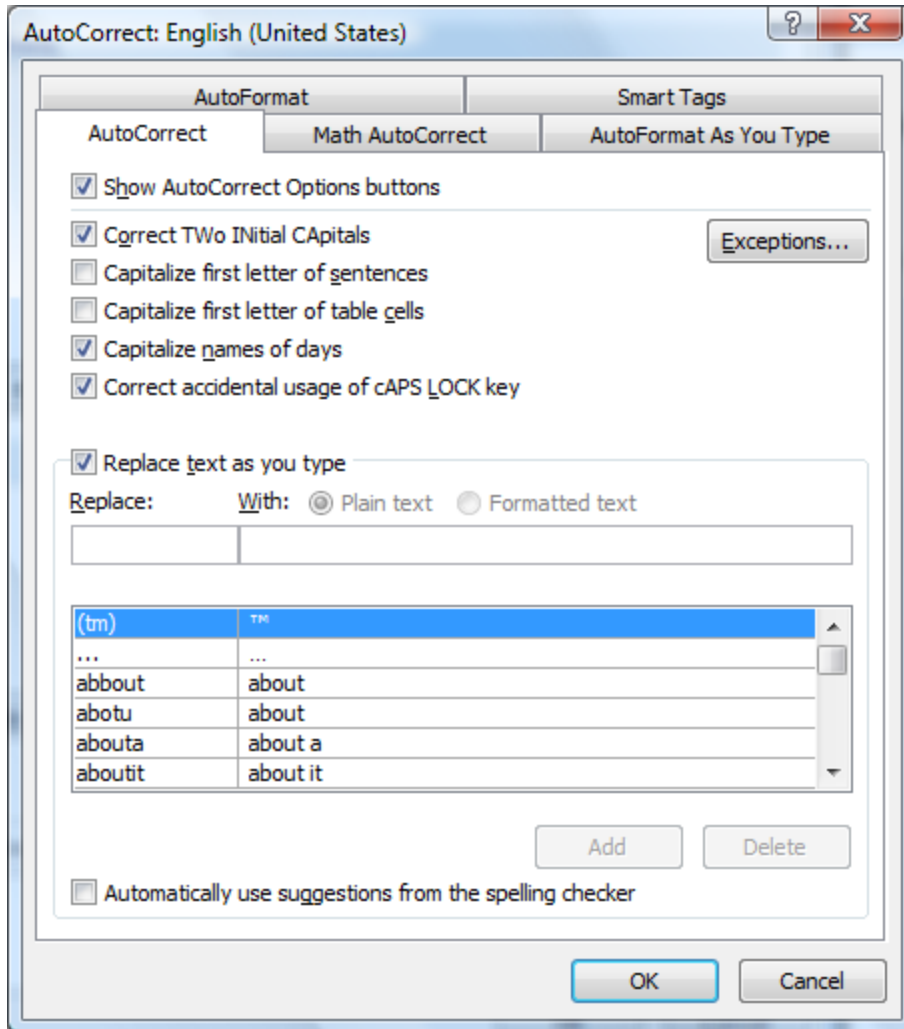 AutoCorrect: English (United States)
?
AutoFormat Smart Tags
AutoCorrect Math AutoCorrect AutoFormat As You Type
Show AutoCorrect Options buttons
Correct TWo INitial CApitals
Exceptions...
Capitalize first letter of sentences
Capitalize first letter of table cells
Capitalize names of days
Correct accidental usage of cAPS LOCK key
Replace text as you type
Replace: With: Plain text Formatted text
(tm) ™
... …
abbout about
abotu about
abouta about a
aboutit about it
Add Delete
Automatically use suggestions from the spelling checker
OK Cancel